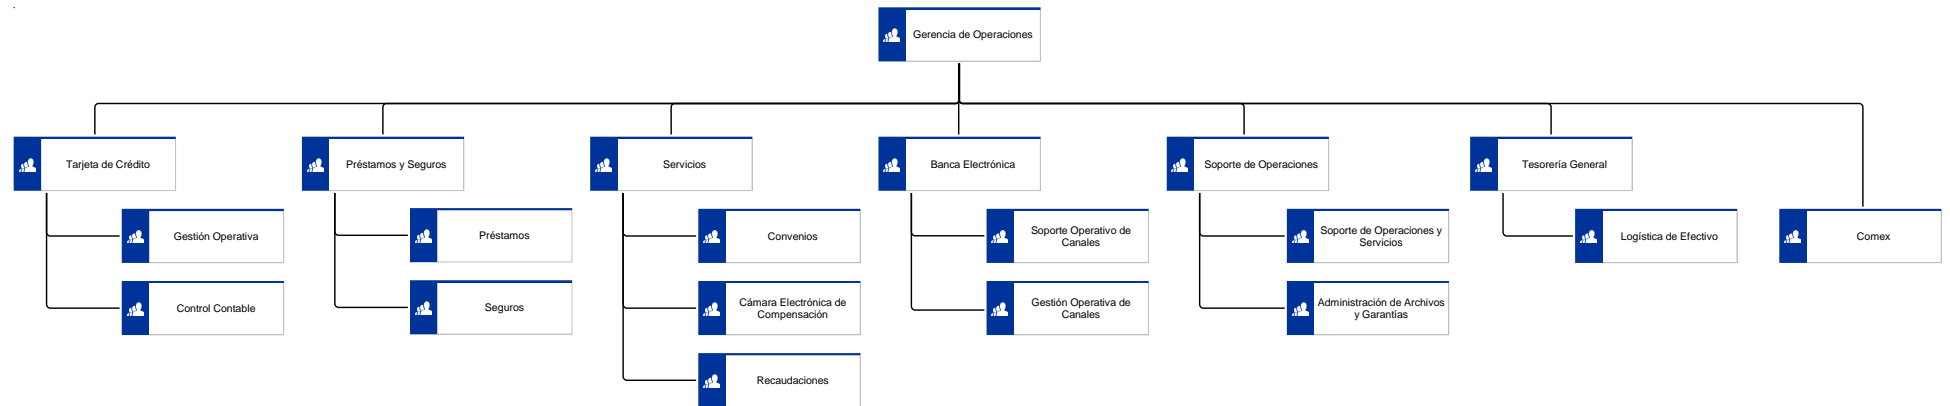 Gerencia de Operaciones
Tarjeta de Crédito
Préstamos y Seguros
Servicios
Banca Electrónica
Soporte de Operaciones
Tesorería General
Gestión Operativa
Préstamos
Convenios
Soporte Operativo de
Canales
Soporte de Operaciones y
Servicios
Logística de Efectivo
Comex
Control Contable
Seguros
Cámara Electrónica de
Compensación
Gestión Operativa de
Canales
Administración de Archivos
y Garantías
Recaudaciones